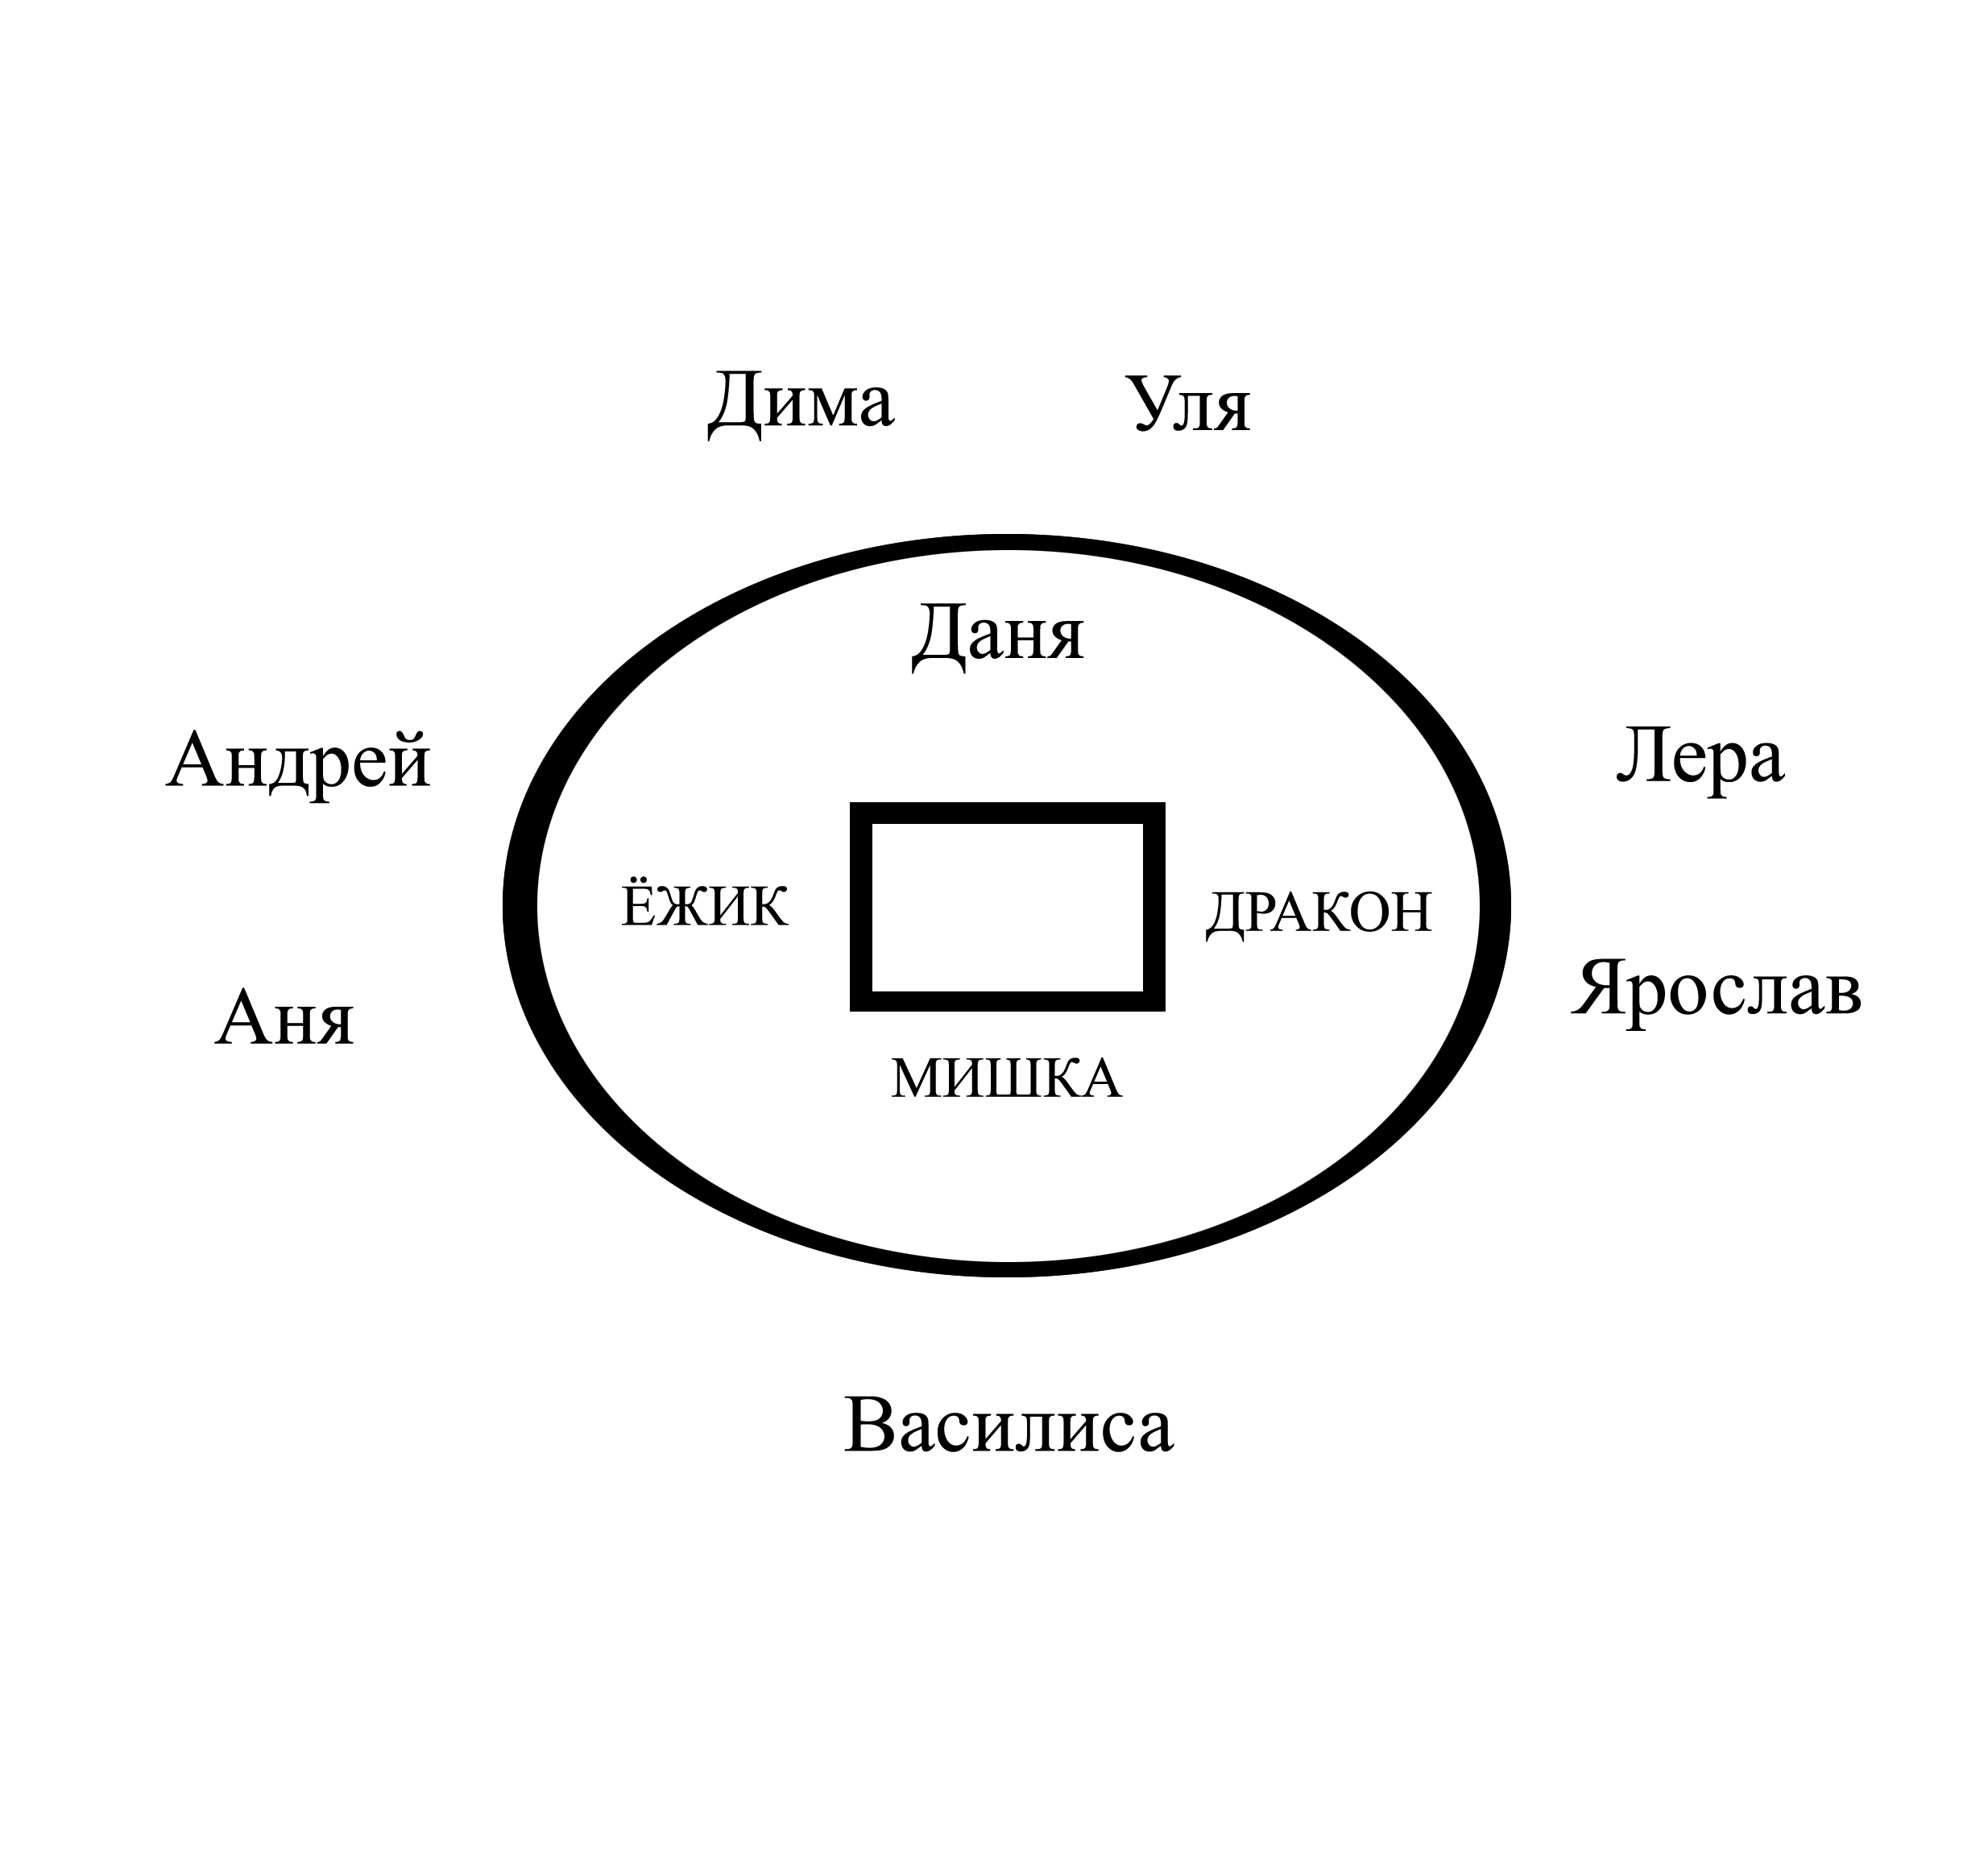 Дима Уля
Даня
Андрей Лера
ЁЖИК ДРАКОН
Аня Ярослав
МИШКА
Василиса